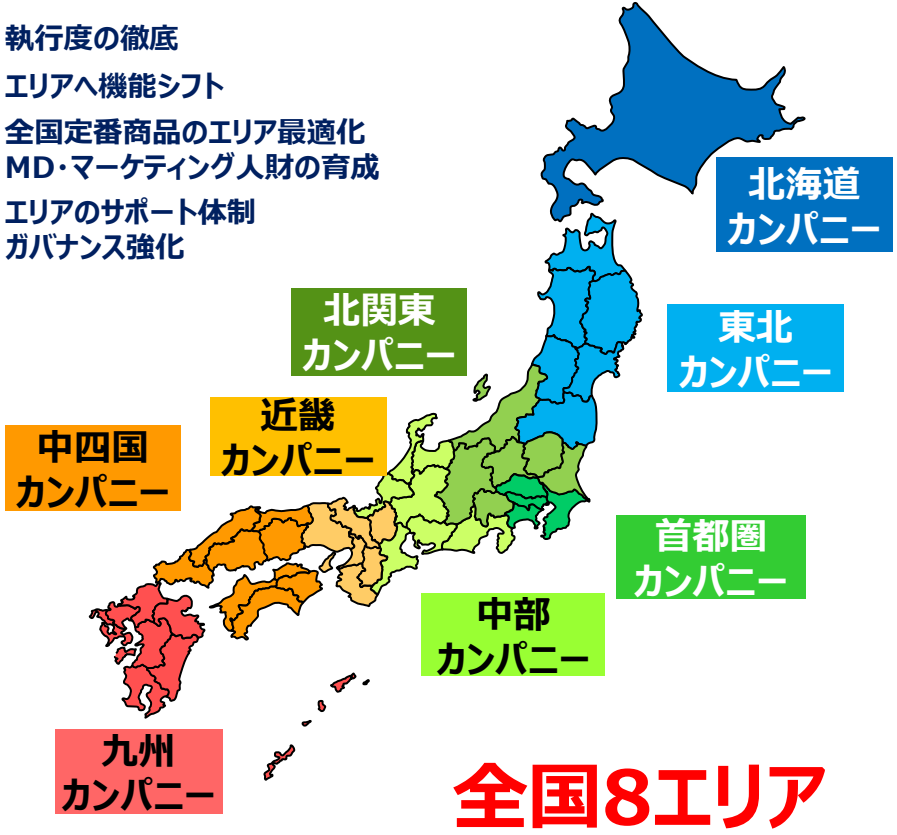 執行度の徹底
エリアへ機能シフト
全国定番商品のエリア最適化
MD・マーケティング人財の育成
エリアのサポート体制
ガバナンス強化
北海道
カンパニー
北関東
カンパニー
東北
カンパニー
近畿
カンパニー
中四国
カンパニー
首都圏
カンパニー
中部
カンパニー
九州
カンパニー
全国8エリア